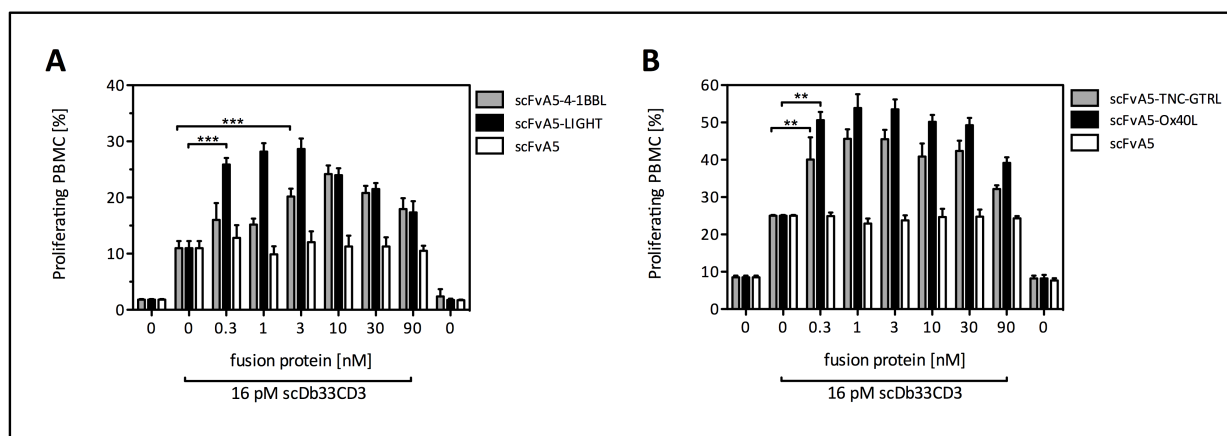 A
B
40
30
20
10
0
Proliferating PBMC [%]
***
***
scFvA5-4-1BBL
scFvA5-LIGHT
scFvA5
0 0 0.3 1 3 10 30 90 0
fusion protein [nM]
16 pM scDb33CD3
60
50
40
30
20
10
0
Proliferating PBMC [%]
**
**
scFvA5-TNC-GTRL
scFvA5-Ox40L
scFvA5
0 0 0.3 1 3 10 30 90 0
fusion protein [nM]
16 pM scDb33CD3